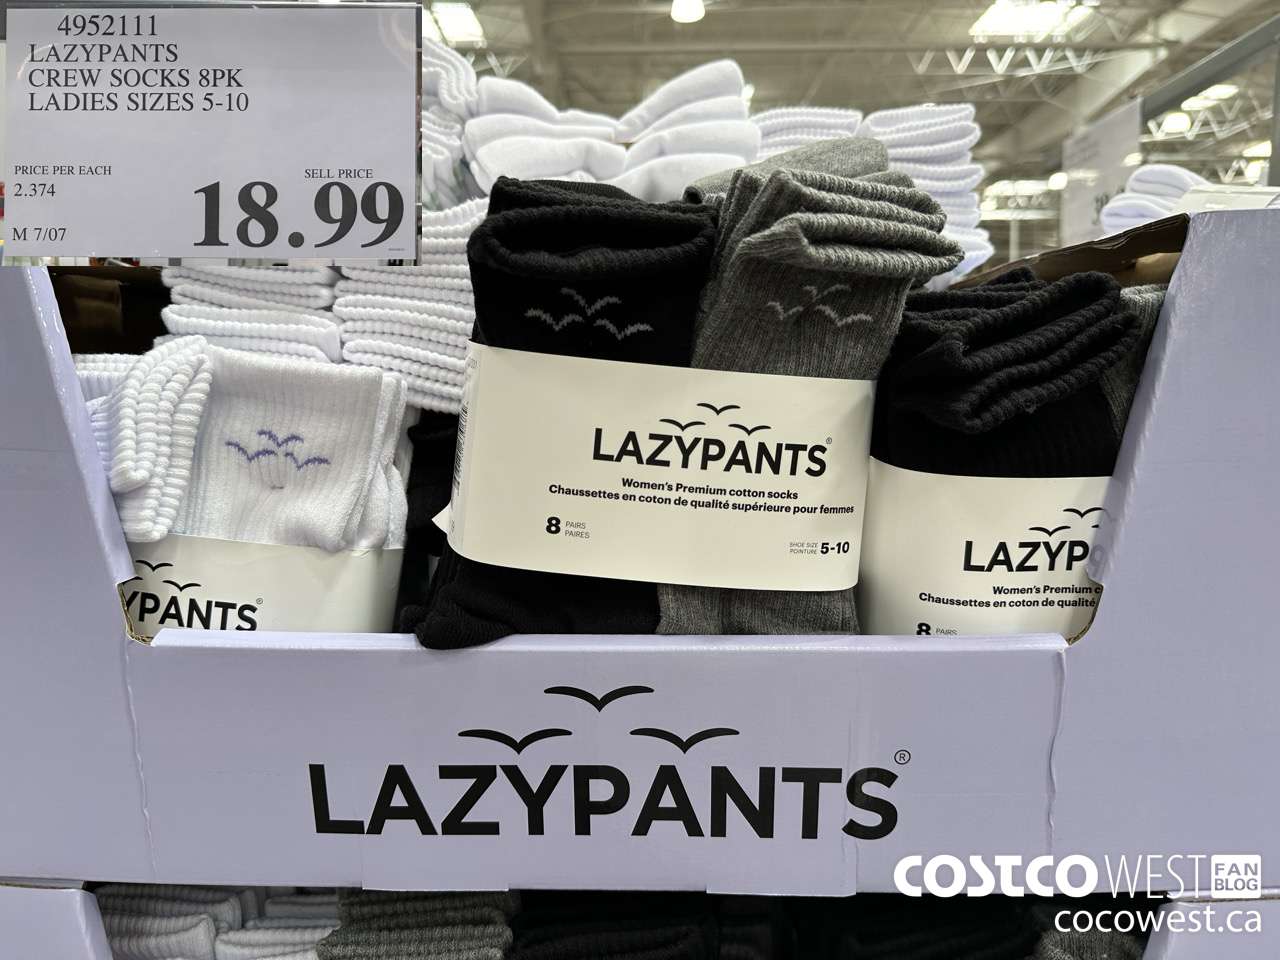 4952111
LAZYPANTS
CREW SOCKS 8PK
LADIES SIZES 5-10
PRICE PER EACH
2.374
SELL PRICE
18.99
M 7/07
LAZYPANTS®
Women's Premium cotton socks
Chaussettes en coton de qualité supérieure pour femmes
8 PAIRS
PAIRES
SHOE SIZE
POINTURE 5-10
YPANTS®
LAZYP
Women's Premium c
Chaussettes en coton de qualité
8 PAIRS
LAZYPANTS®
COSTCO WEST FAN BLOG
cocowest.ca